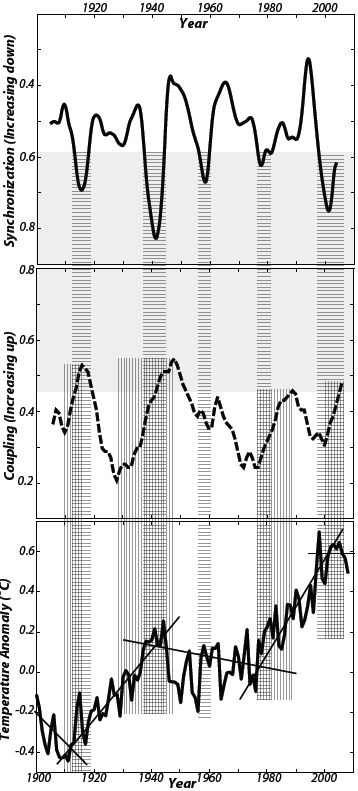 1920 1940 1960 1980 2000
Year
Synchronization (Increasing down)
0.4
0.6
0.8
Coupling (Increasing up)
0.8
0.6
0.4
0.2
Temperature Anomaly (°C)
0.6
0.4
0.2
0.0
-0.2
-0.4
1900 1920 1940 1960 1980 2000
Year